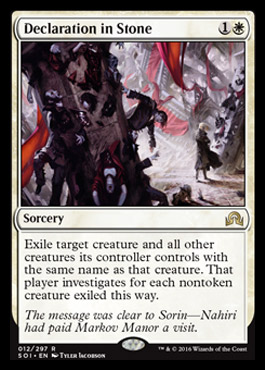 Declaration in Stone 1
Sorcery
Exile target creature and all other
creatures its controller controls with
the same name as that creature. That
player investigates for each nontoken
creature exiled this way.
The message was clear to Sorin—Nahiri
had paid Markov Manor a visit.
012/297 R
SOI • EN Tyler Jacobson
™ & © 2016 Wizards of the Coast